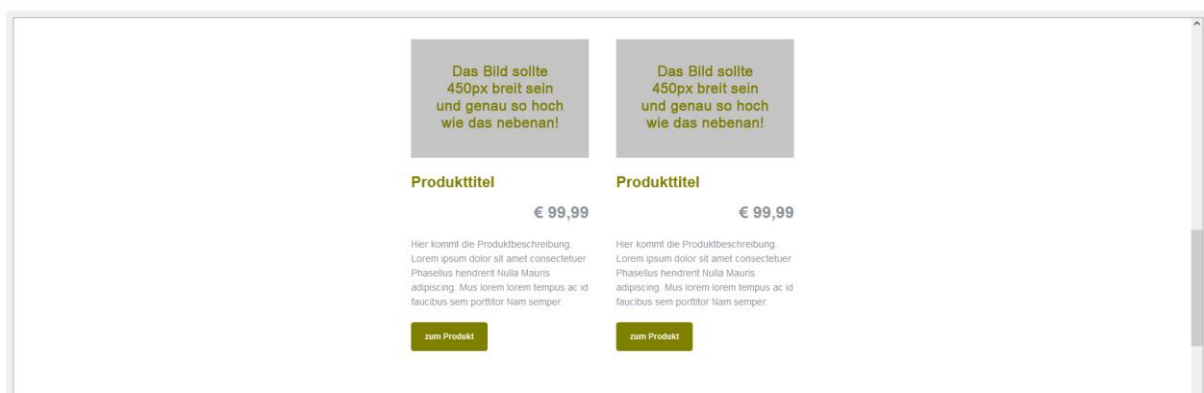 Das Bild sollte
450px breit sein
und genau so hoch
wie das nebenan!
Produkttitel
€ 99,99
Hier kommt die Produktbeschreibung.
Lorem ipsum dolor sit amet consectetuer
Phasellus hendrerit Nulla Mauris
adipiscing. Mus lorem lorem tempus ac id
faucibus sem porttitor Nam semper.
zum Produkt
Das Bild sollte
450px breit sein
und genau so hoch
wie das nebenan!
Produkttitel
€ 99,99
Hier kommt die Produktbeschreibung.
Lorem ipsum dolor sit amet consectetuer
Phasellus hendrerit Nulla Mauris
adipiscing. Mus lorem lorem tempus ac id
faucibus sem porttitor Nam semper.
zum Produkt